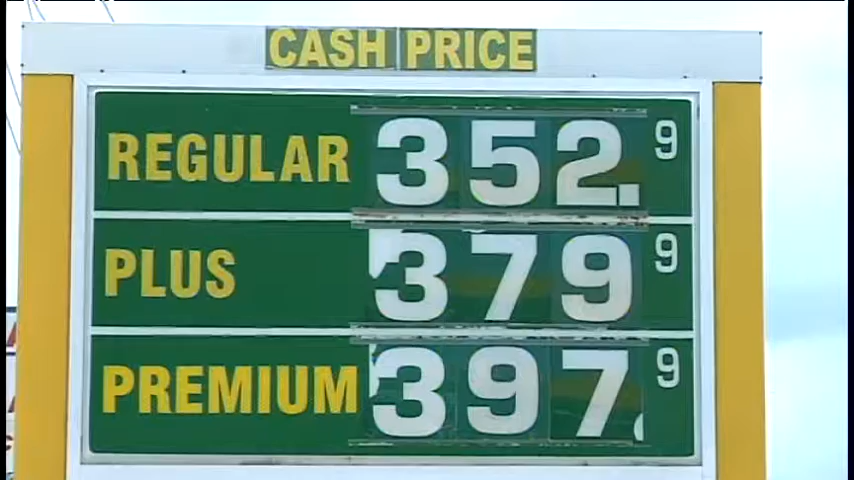 CASH PRICE
REGULAR 352. 9
PLUS 379 9
PREMIUM 397. 9